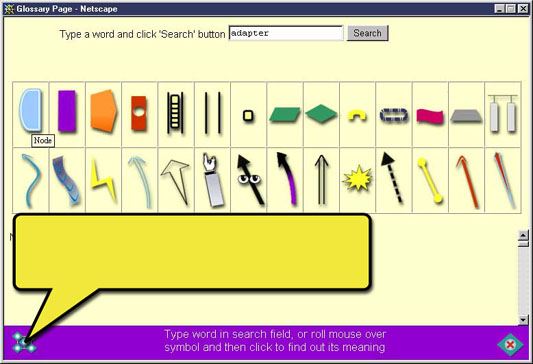 Glossary Page - Netscape
Type a word and click 'Search' button adapter Search
Node
Type word in search field, or roll mouse over
symbol and then click to find out its meaning